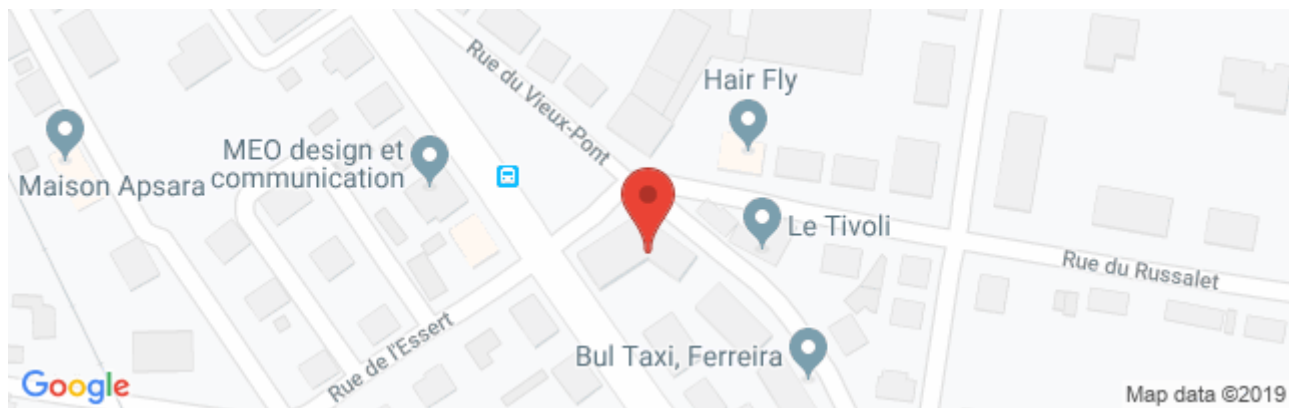 Rue du Vieux-Pont
Hair Fly
MEO design et
communication
Maison Apsara
Le Tivoli
Rue du Russalet
Rue de l'Essert
Bul Taxi, Ferreira
Google
Map data ©2019